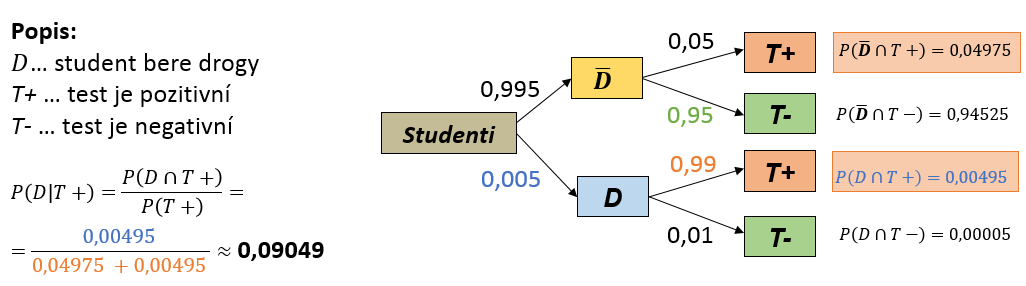 Popis:
D … student bere drogy
T+ … test je pozitivní
T- … test je negativní
P(D|T +) = P(D ∩ T +) / P(T +) =
= 0,00495 / 0,04975 + 0,00495 ≈ 0,09049
Studenti
0,995
0,005
D̅
D
0,05
0,95
0,99
0,01
T+
T-
T+
T-
P(D̅ ∩ T +) = 0,04975
P(D̅ ∩ T −) = 0,94525
P(D ∩ T +) = 0,00495
P(D ∩ T −) = 0,00005